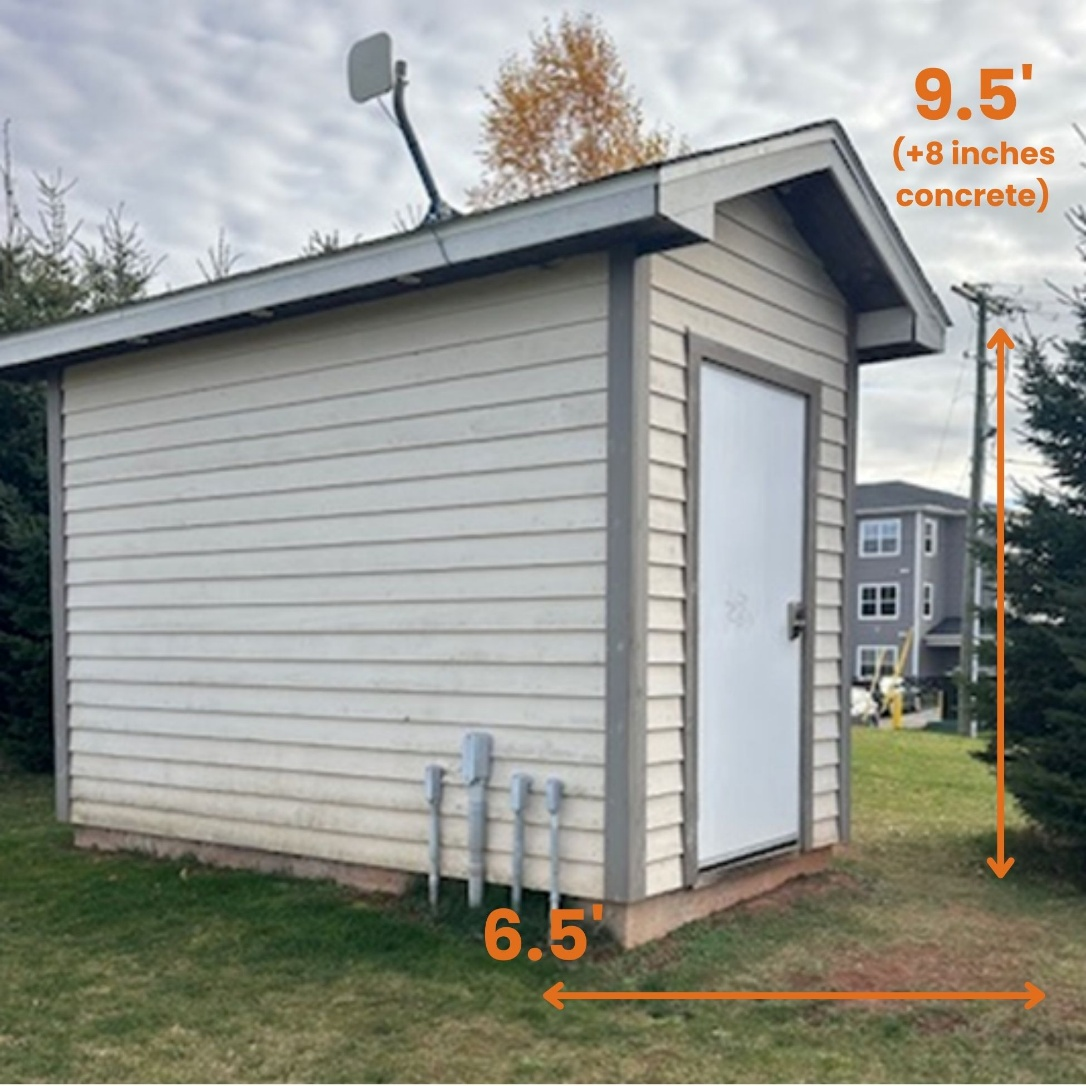 9.5'
(+8 inches
concrete)
6.5'